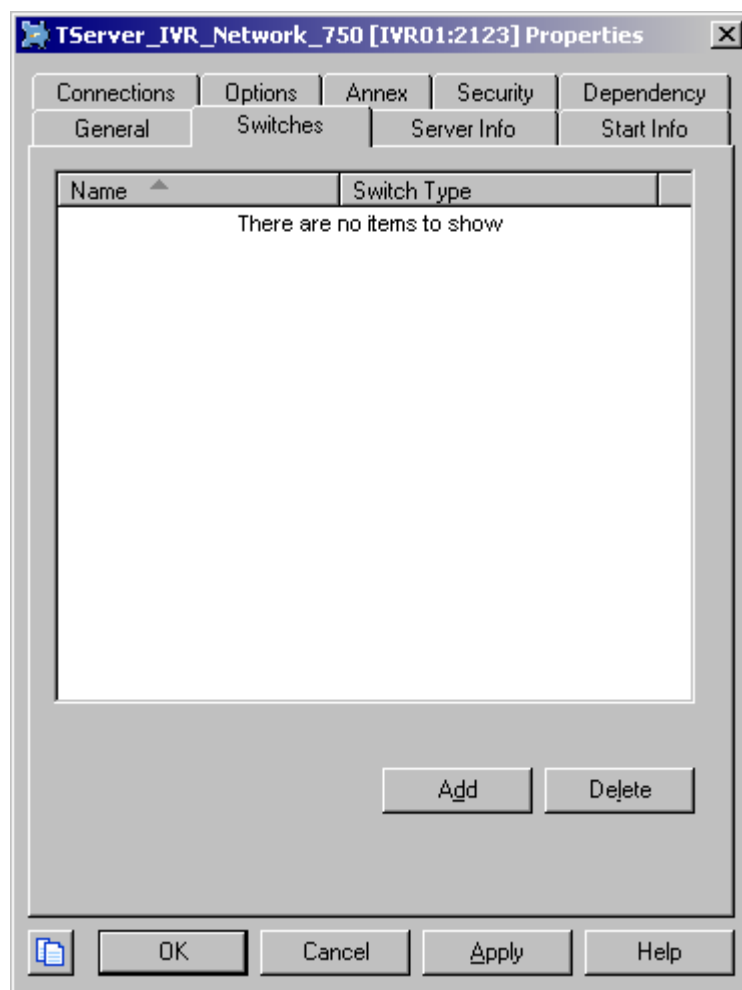 TServer_IVR_Network_750 [IVR01:2123] Properties
Connections Options Annex Security Dependency
General Switches Server Info Start Info
Name Switch Type
There are no items to show
Add Delete
OK Cancel Apply Help